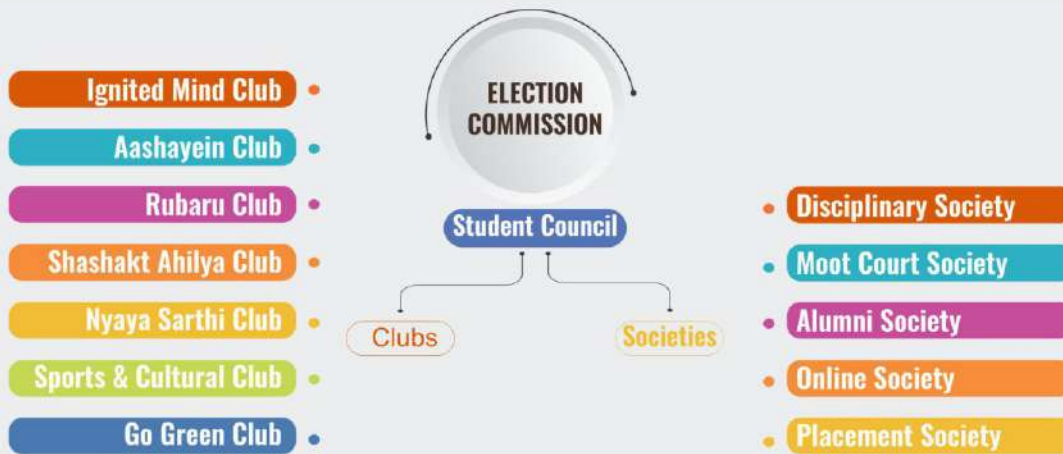 ELECTION
COMMISSION
Student Council
Clubs
Societies
Ignited Mind Club
Aashayein Club
Rubaru Club
Shashakt Ahilya Club
Nyaya Sarthi Club
Sports & Cultural Club
Go Green Club
Disciplinary Society
Moot Court Society
Alumni Society
Online Society
Placement Society